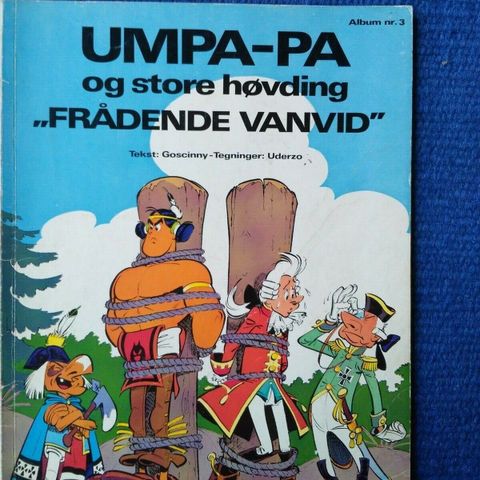 Album nr. 3
UMPA-PA
og store høvding
„FRÅDENDE VANVID”
Tekst: Goscinny-Tegninger: Uderzo